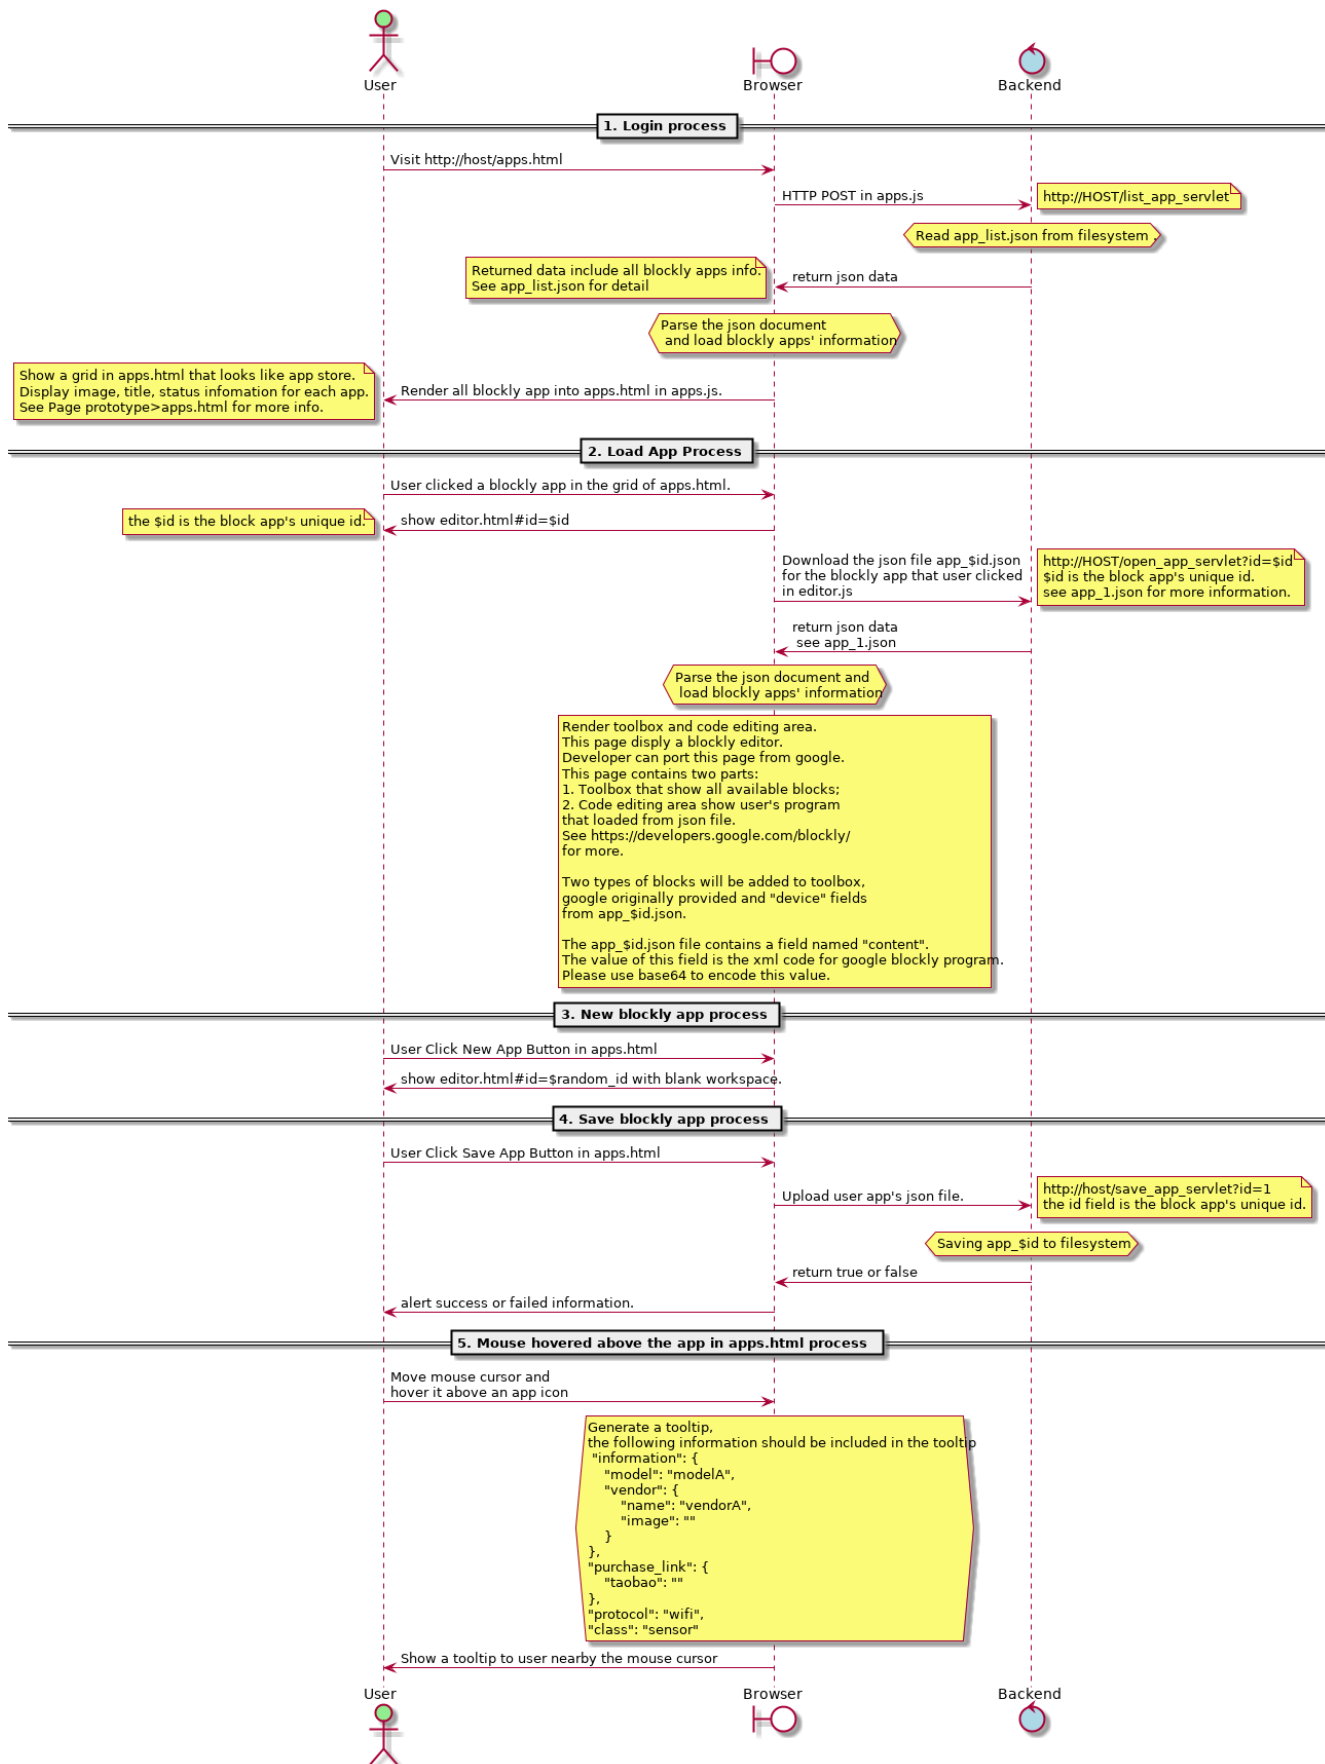 User
Browser
Backend
1. Login process
Visit http://host/apps.html
HTTP POST in apps.js
http://HOST/list_app_servlet
Read app_list.json from filesystem .
Returned data include all blockly apps info.
See app_list.json for detail
return json data
Parse the json document
and load blockly apps' information
Show a grid in apps.html that looks like app store.
Display image, title, status infomation for each app.
See Page prototype>apps.html for more info.
Render all blockly app into apps.html in apps.js.
2. Load App Process
User clicked a blockly app in the grid of apps.html.
the $id is the block app's unique id.
show editor.html#id=$id
Download the json file app_$id.json
for the blockly app that user clicked
in editor.js
http://HOST/open_app_servlet?id=$id
$id is the block app's unique id.
see app_1.json for more information.
return json data
see app_1.json
Parse the json document and
load blockly apps' information
Render toolbox and code editing area.
This page disply a blockly editor.
Developer can port this page from google.
This page contains two parts:
1. Toolbox that show all available blocks;
2. Code editing area show user's program
that loaded from json file.
See https://developers.google.com/blockly/
for more.
Two types of blocks will be added to toolbox,
google originally provided and "device" fields
from app_$id.json.
The app_$id.json file contains a field named "content".
The value of this field is the xml code for google blockly program.
Please use base64 to encode this value.
3. New blockly app process
User Click New App Button in apps.html
show editor.html#id=$random_id with blank workspace.
4. Save blockly app process
User Click Save App Button in apps.html
Upload user app's json file.
http://host/save_app_servlet?id=1
the id field is the block app's unique id.
Saving app_$id to filesystem
return true or false
alert success or failed information.
5. Mouse hovered above the app in apps.html process
Move mouse cursor and
hover it above an app icon
Generate a tooltip,
the following information should be included in the tooltip
"information": {
"model": "modelA",
"vendor": {
"name": "vendorA",
"image": ""
}
},
"purchase_link": {
"taobao": ""
},
"protocol": "wifi",
"class": "sensor"
Show a tooltip to user nearby the mouse cursor
User
Browser
Backend